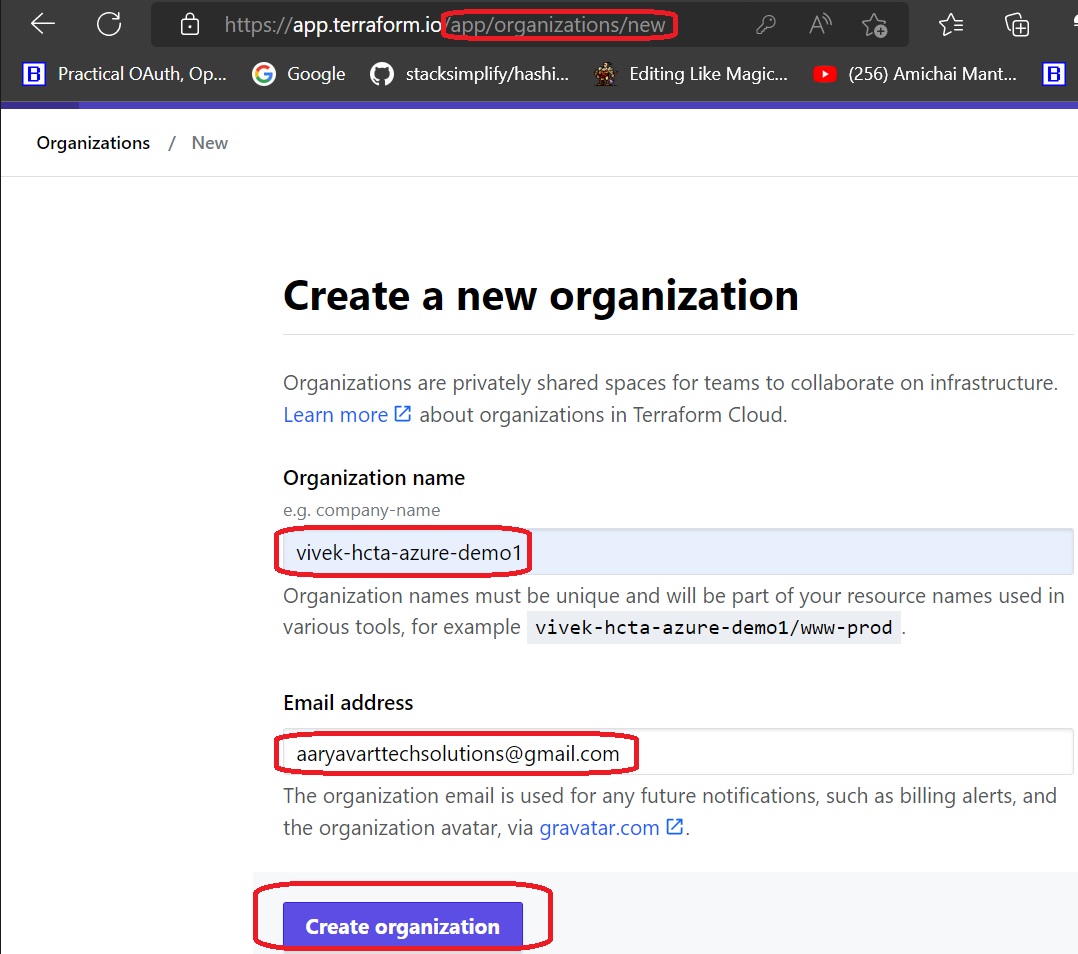 https://app.terraform.io/app/organizations/new
B Practical OAuth, Op... Google stacksimplify/hashi... Editing Like Magic... (256) Amichai Mant... B
Organizations / New
Create a new organization
Organizations are privately shared spaces for teams to collaborate on infrastructure.
Learn more about organizations in Terraform Cloud.
Organization name
e.g. company-name
vivek-hcta-azure-demo1
Organization names must be unique and will be part of your resource names used in
various tools, for example vivek-hcta-azure-demo1/www-prod .
Email address
aaryavarttechsolutions@gmail.com
The organization email is used for any future notifications, such as billing alerts, and
the organization avatar, via gravatar.com .
Create organization